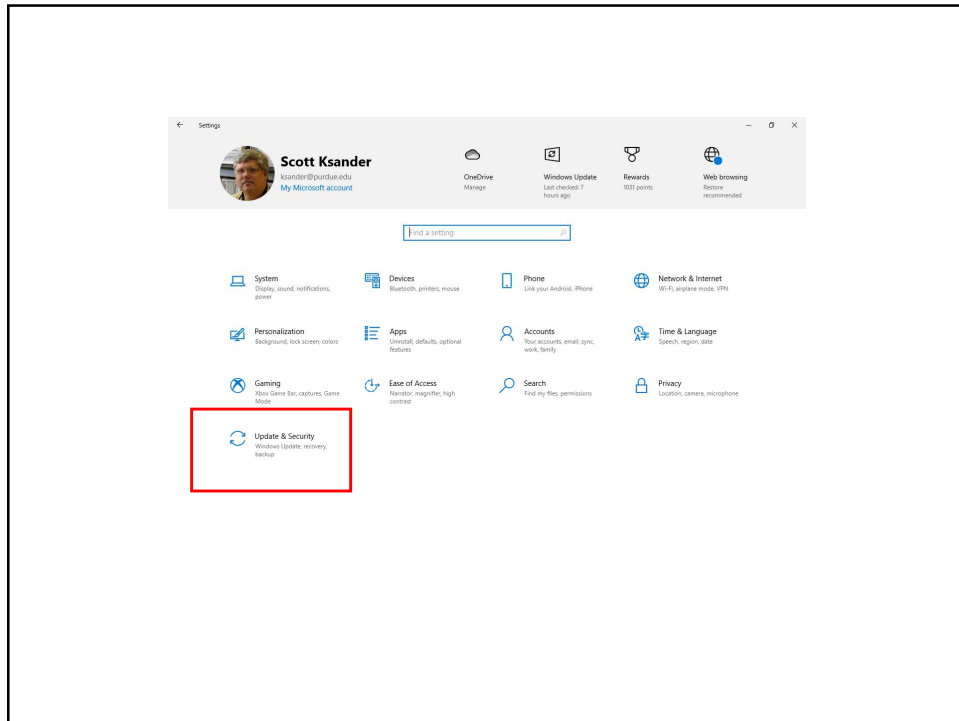 Settings
Scott Ksander
ksander@purdue.edu
My Microsoft account
OneDrive
Manage
Windows Update
Last checked: 7
hours ago
Rewards
1031 points
Web browsing
Restore
recommended
Find a setting
System
Display, sound, notifications,
power
Devices
Bluetooth, printers, mouse
Phone
Link your Android, iPhone
Network & Internet
Wi-Fi, airplane mode, VPN
Personalization
Background, lock screen, colors
Apps
Uninstall, defaults, optional
features
Accounts
Your accounts, email, sync,
work, family
Time & Language
Speech, region, date
Gaming
Xbox Game Bar, captures, Game
Mode
Ease of Access
Narrator, magnifier, high
contrast
Search
Find my files, permissions
Privacy
Location, camera, microphone
Update & Security
Windows Update, recovery,
backup